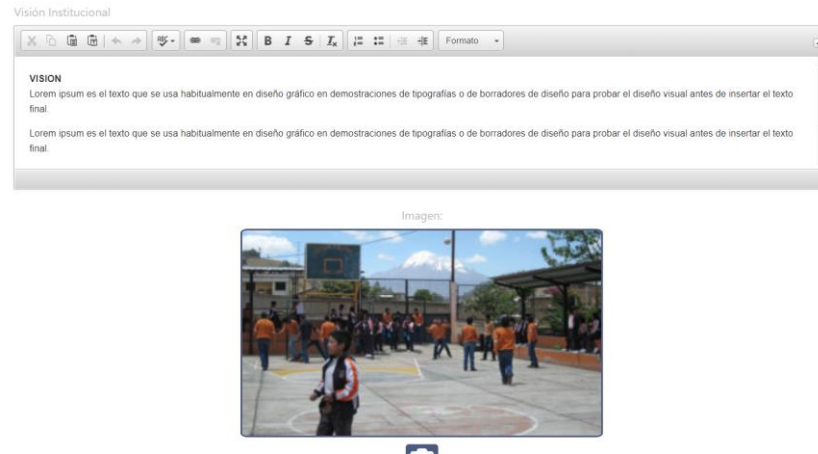 Visión Institucional
B I S Ix Formato
VISION
Lorem ipsum es el texto que se usa habitualmente en diseño gráfico en demostraciones de tipografías o de borradores de diseño para probar el diseño visual antes de insertar el texto
final.
Lorem ipsum es el texto que se usa habitualmente en diseño gráfico en demostraciones de tipografías o de borradores de diseño para probar el diseño visual antes de insertar el texto
final.
Imagen: